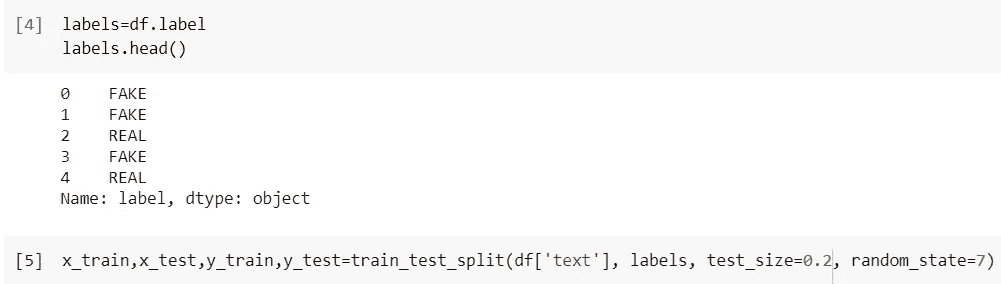 [4] labels=df.label
labels.head()
0 FAKE
1 FAKE
2 REAL
3 FAKE
4 REAL
Name: label, dtype: object
[5] x_train,x_test,y_train,y_test=train_test_split(df['text'], labels, test_size=0.2, random_state=7)